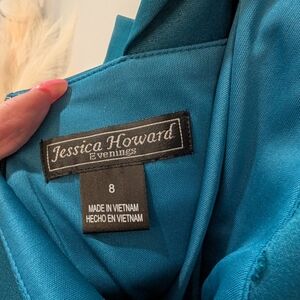 Jessica Howard
Evenings
8
MADE IN VIETNAM
HECHO EN VIETNAM